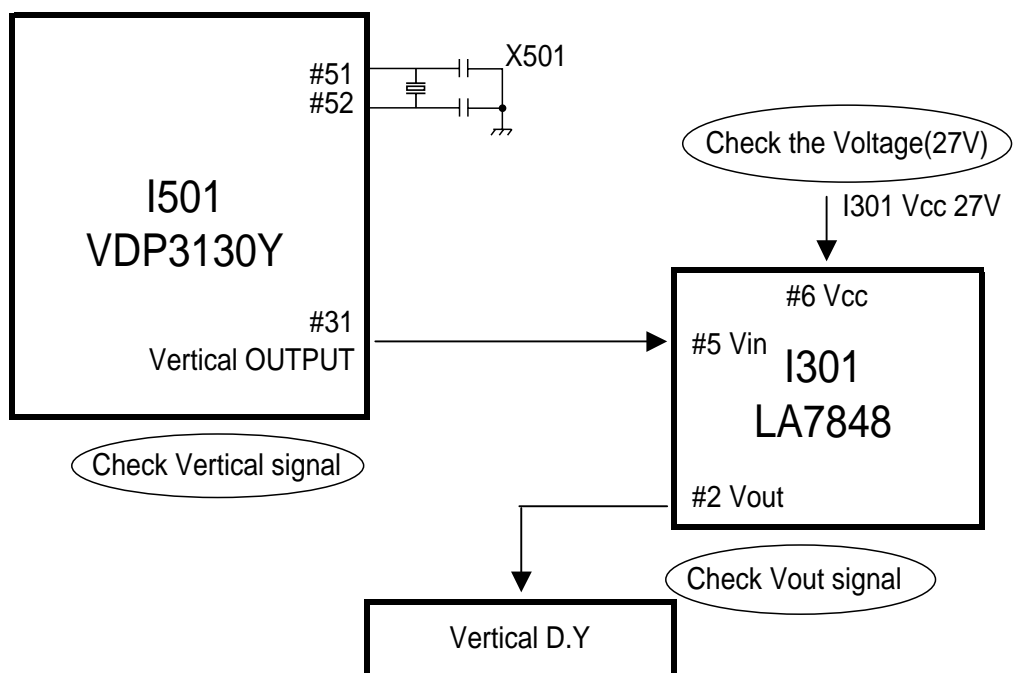 #51
X501
#52
I501
VDP3130Y
#31
Vertical OUTPUT
Check Vertical signal
Check the Voltage(27V)
I301 Vcc 27V
#6 Vcc
#5 Vin
I301
LA7848
#2 Vout
Check Vout signal
Vertical D.Y